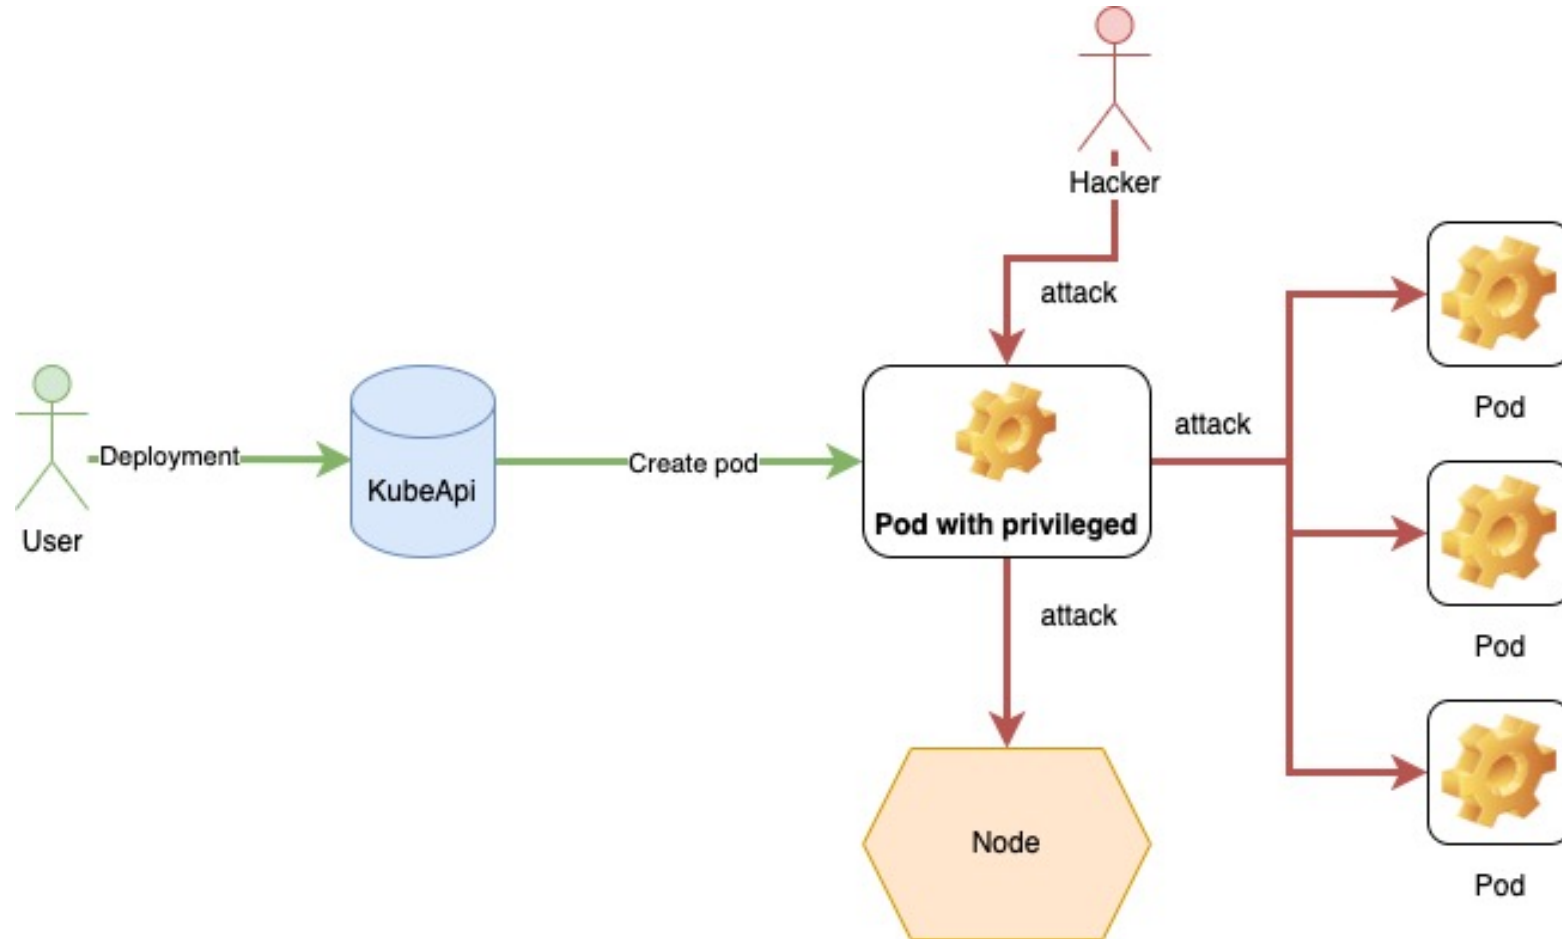 Hacker
attack
User
Deployment
KubeApi
Create pod
Pod with privileged
attack
attack
Node
Pod
Pod
Pod